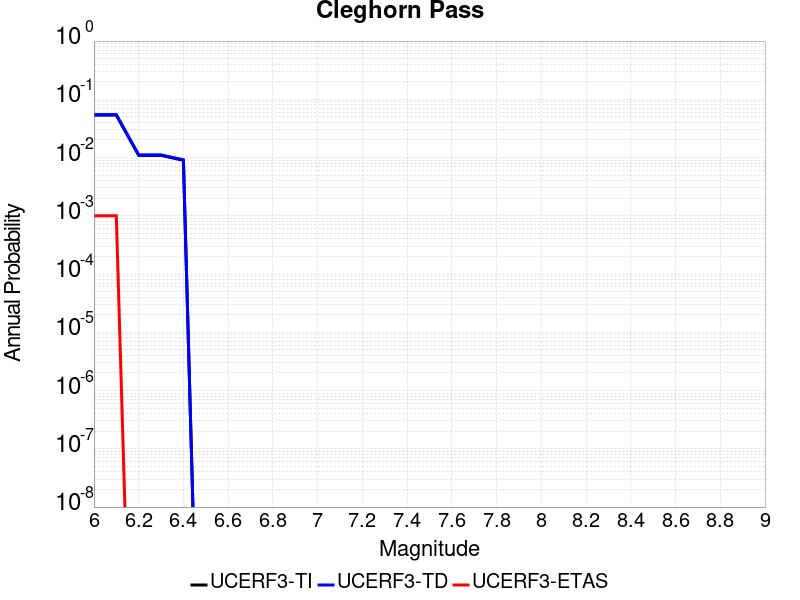 Cleghorn Pass
10^0
10^-1
10^-2
10^-3
10^-4
10^-5
10^-6
10^-7
10^-8
Annual Probability
6 6.2 6.4 6.6 6.8 7 7.2 7.4 7.6 7.8 8 8.2 8.4 8.6 8.8 9
Magnitude
UCERF3-TI UCERF3-TD UCERF3-ETAS